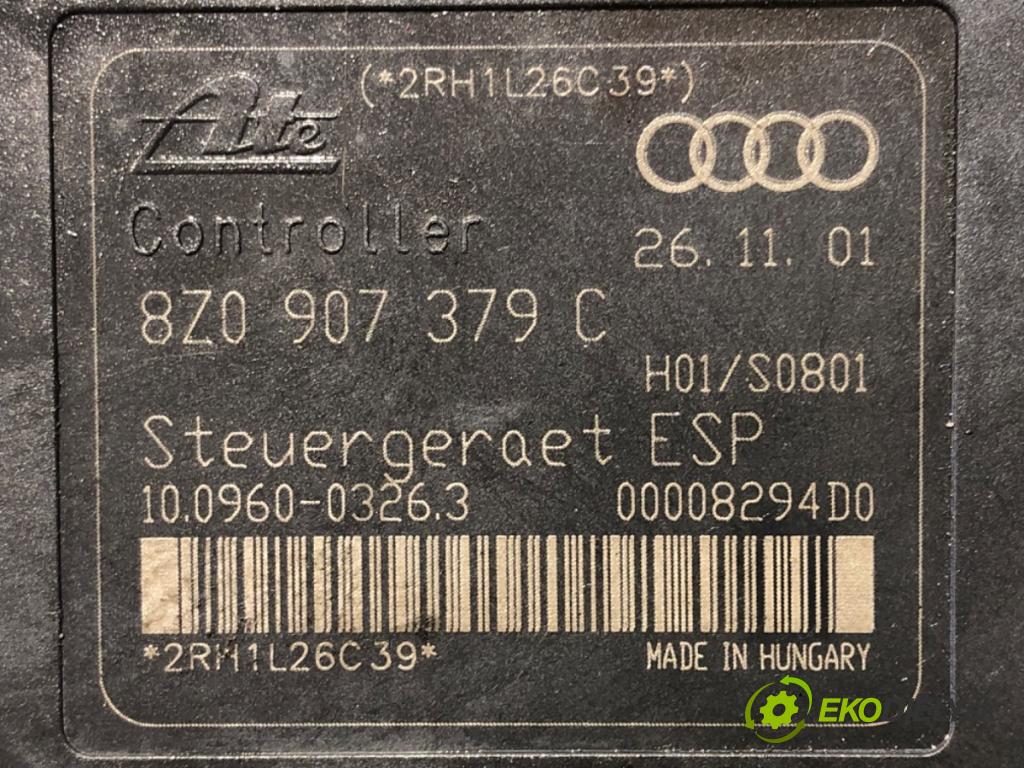 (*2RH1L26C39*)
Ate
Controller
26. 11. 01
8Z0 907 379 C
H01/S0801
Steuergeraet ESP
10.0960-0326.3 00008294D0
*2RH1L26C39* MADE IN HUNGARY
EKO